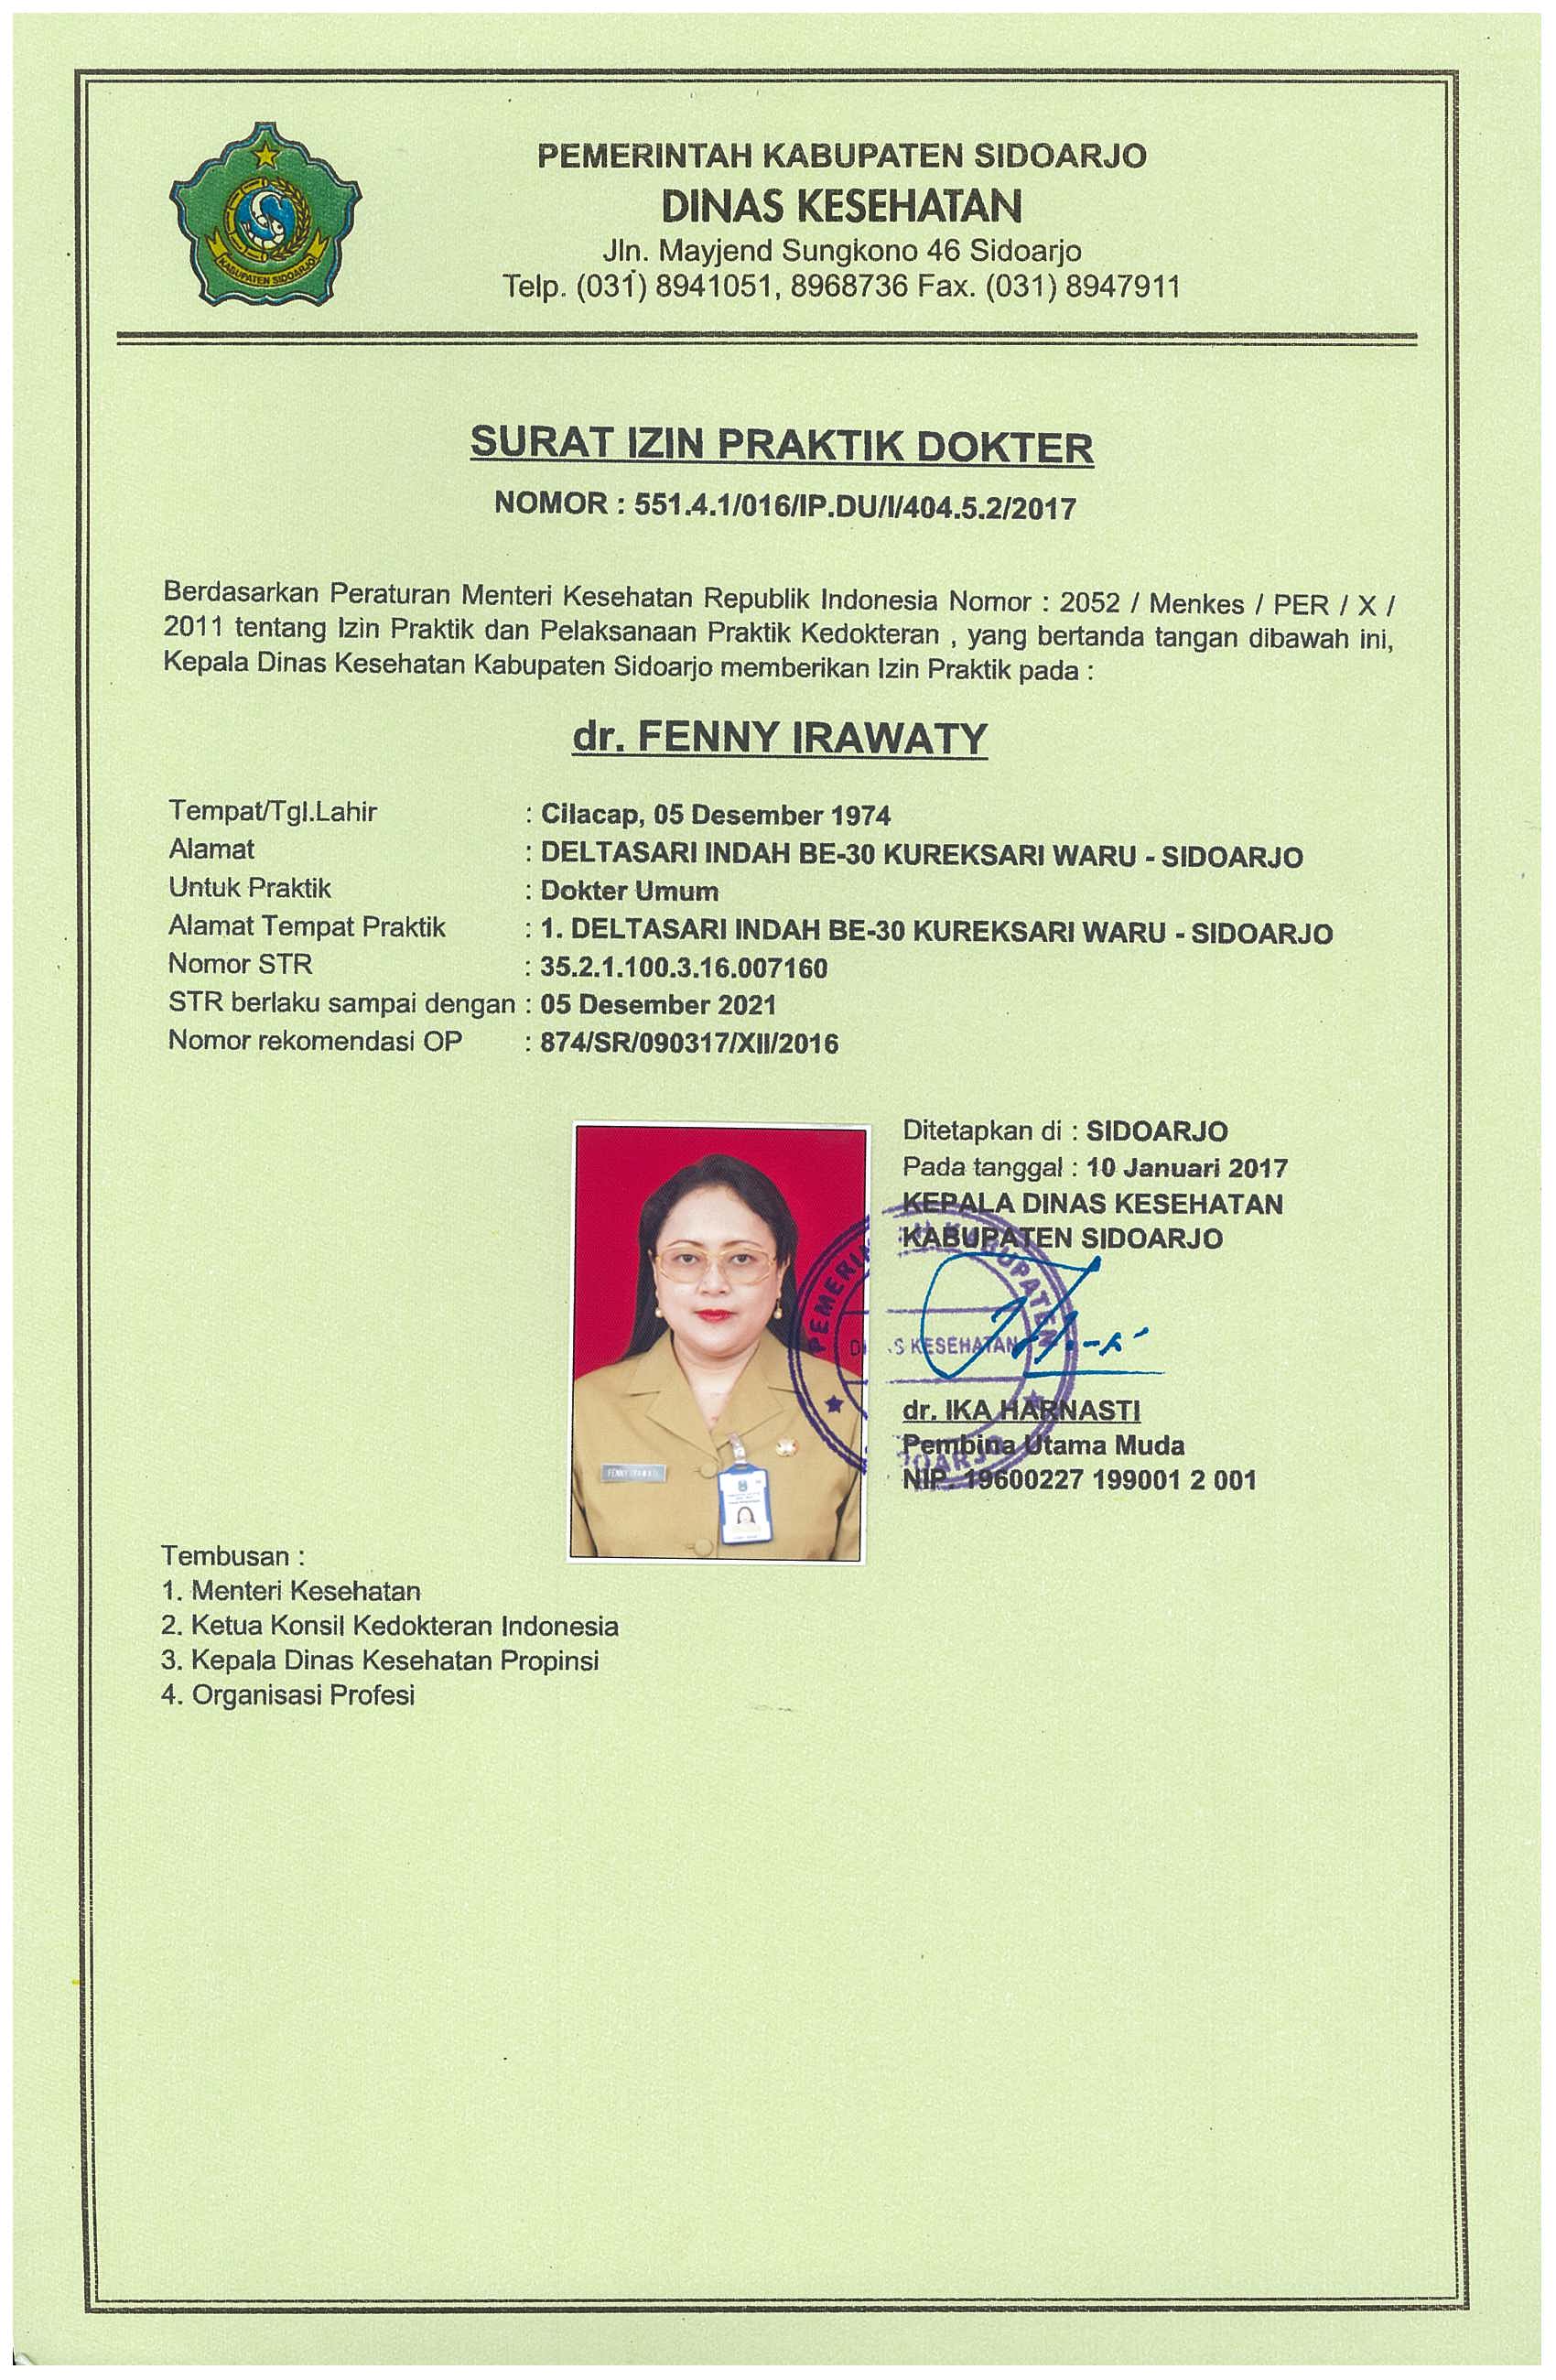 KABUPATEN SIDOARJO
PEMERINTAH KABUPATEN SIDOARJO
DINAS KESEHATAN
Jln. Mayjend Sungkono 46 Sidoarjo
Telp. (031) 8941051, 8968736 Fax. (031) 8947911
SURAT IZIN PRAKTIK DOKTER
NOMOR : 551.4.1/016/IP.DU/I/404.5.2/2017
Berdasarkan Peraturan Menteri Kesehatan Republik Indonesia Nomor : 2052 / Menkes / PER / X /
2011 tentang Izin Praktik dan Pelaksanaan Praktik Kedokteran , yang bertanda tangan dibawah ini,
Kepala Dinas Kesehatan Kabupaten Sidoarjo memberikan Izin Praktik pada :
dr. FENNY IRAWATY
Tempat/Tgl.Lahir : Cilacap, 05 Desember 1974
Alamat : DELTASARI INDAH BE-30 KUREKSARI WARU - SIDOARJO
Untuk Praktik : Dokter Umum
Alamat Tempat Praktik : 1. DELTASARI INDAH BE-30 KUREKSARI WARU - SIDOARJO
Nomor STR : 35.2.1.100.3.16.007160
STR berlaku sampai dengan : 05 Desember 2021
Nomor rekomendasi OP : 874/SR/090317/XII/2016
Ditetapkan di : SIDOARJO
Pada tanggal : 10 Januari 2017
KEPALA DINAS KESEHATAN
KABUPATEN SIDOARJO
KABUPATEN
KESEHATAN
dr. IKA HARNASTI
Pembina Utama Muda
NIP. 19600227 199001 2 001
Tembusan :
1. Menteri Kesehatan
2. Ketua Konsil Kedokteran Indonesia
3. Kepala Dinas Kesehatan Propinsi
4. Organisasi Profesi